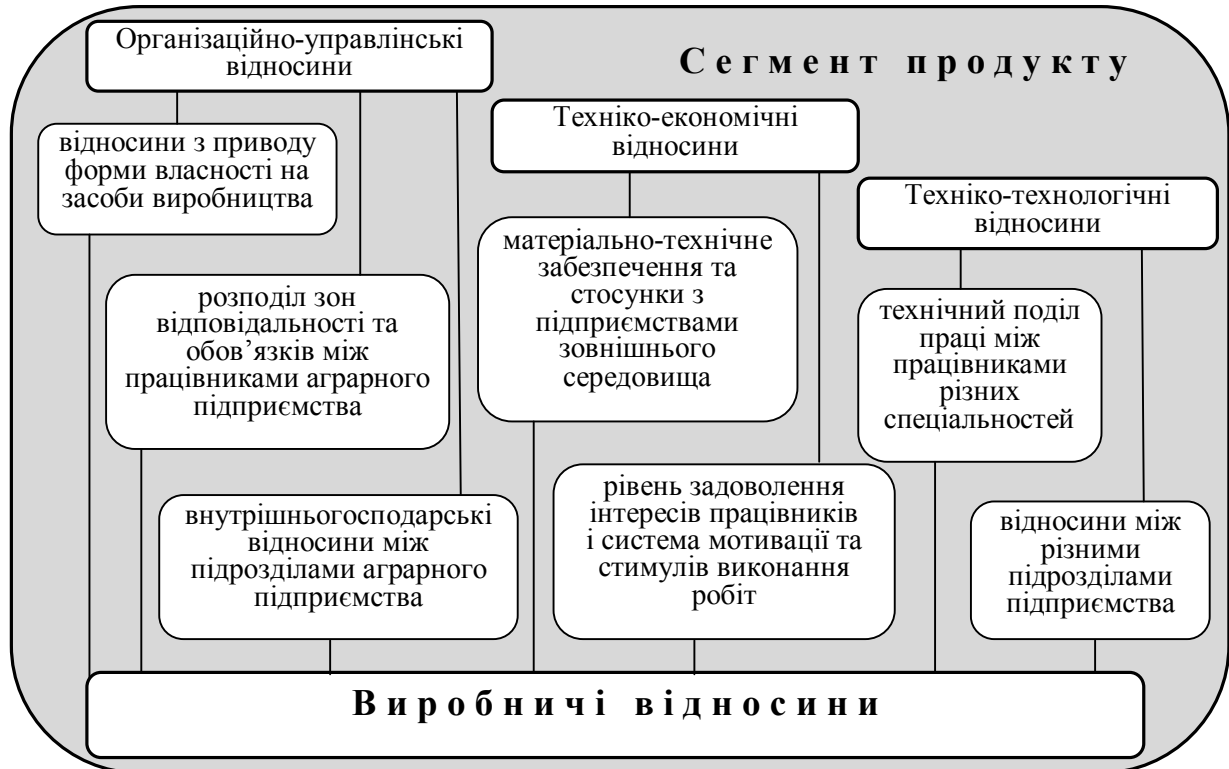 Організаційно-управлінські
відносини
Сегмент продукту
Техніко-економічні
відносини
відносини з приводу
форми власності на
засоби виробництва
Техніко-технологічні
відносини
матеріально-технічне
забезпечення та
стосунки з
підприємствами
зовнішнього
середовища
розподіл зон
відповідальності та
обов’язків між
працівниками аграрного
підприємства
технічний поділ
праці між
працівниками
різних
спеціальностей
рівень задоволення
інтересів працівників
і система мотивації та
стимулів виконання
робіт
внутрішньогосподарські
відносини між
підрозділами аграрного
підприємства
відносини між
різними
підрозділами
підприємства
Виробничі відносини